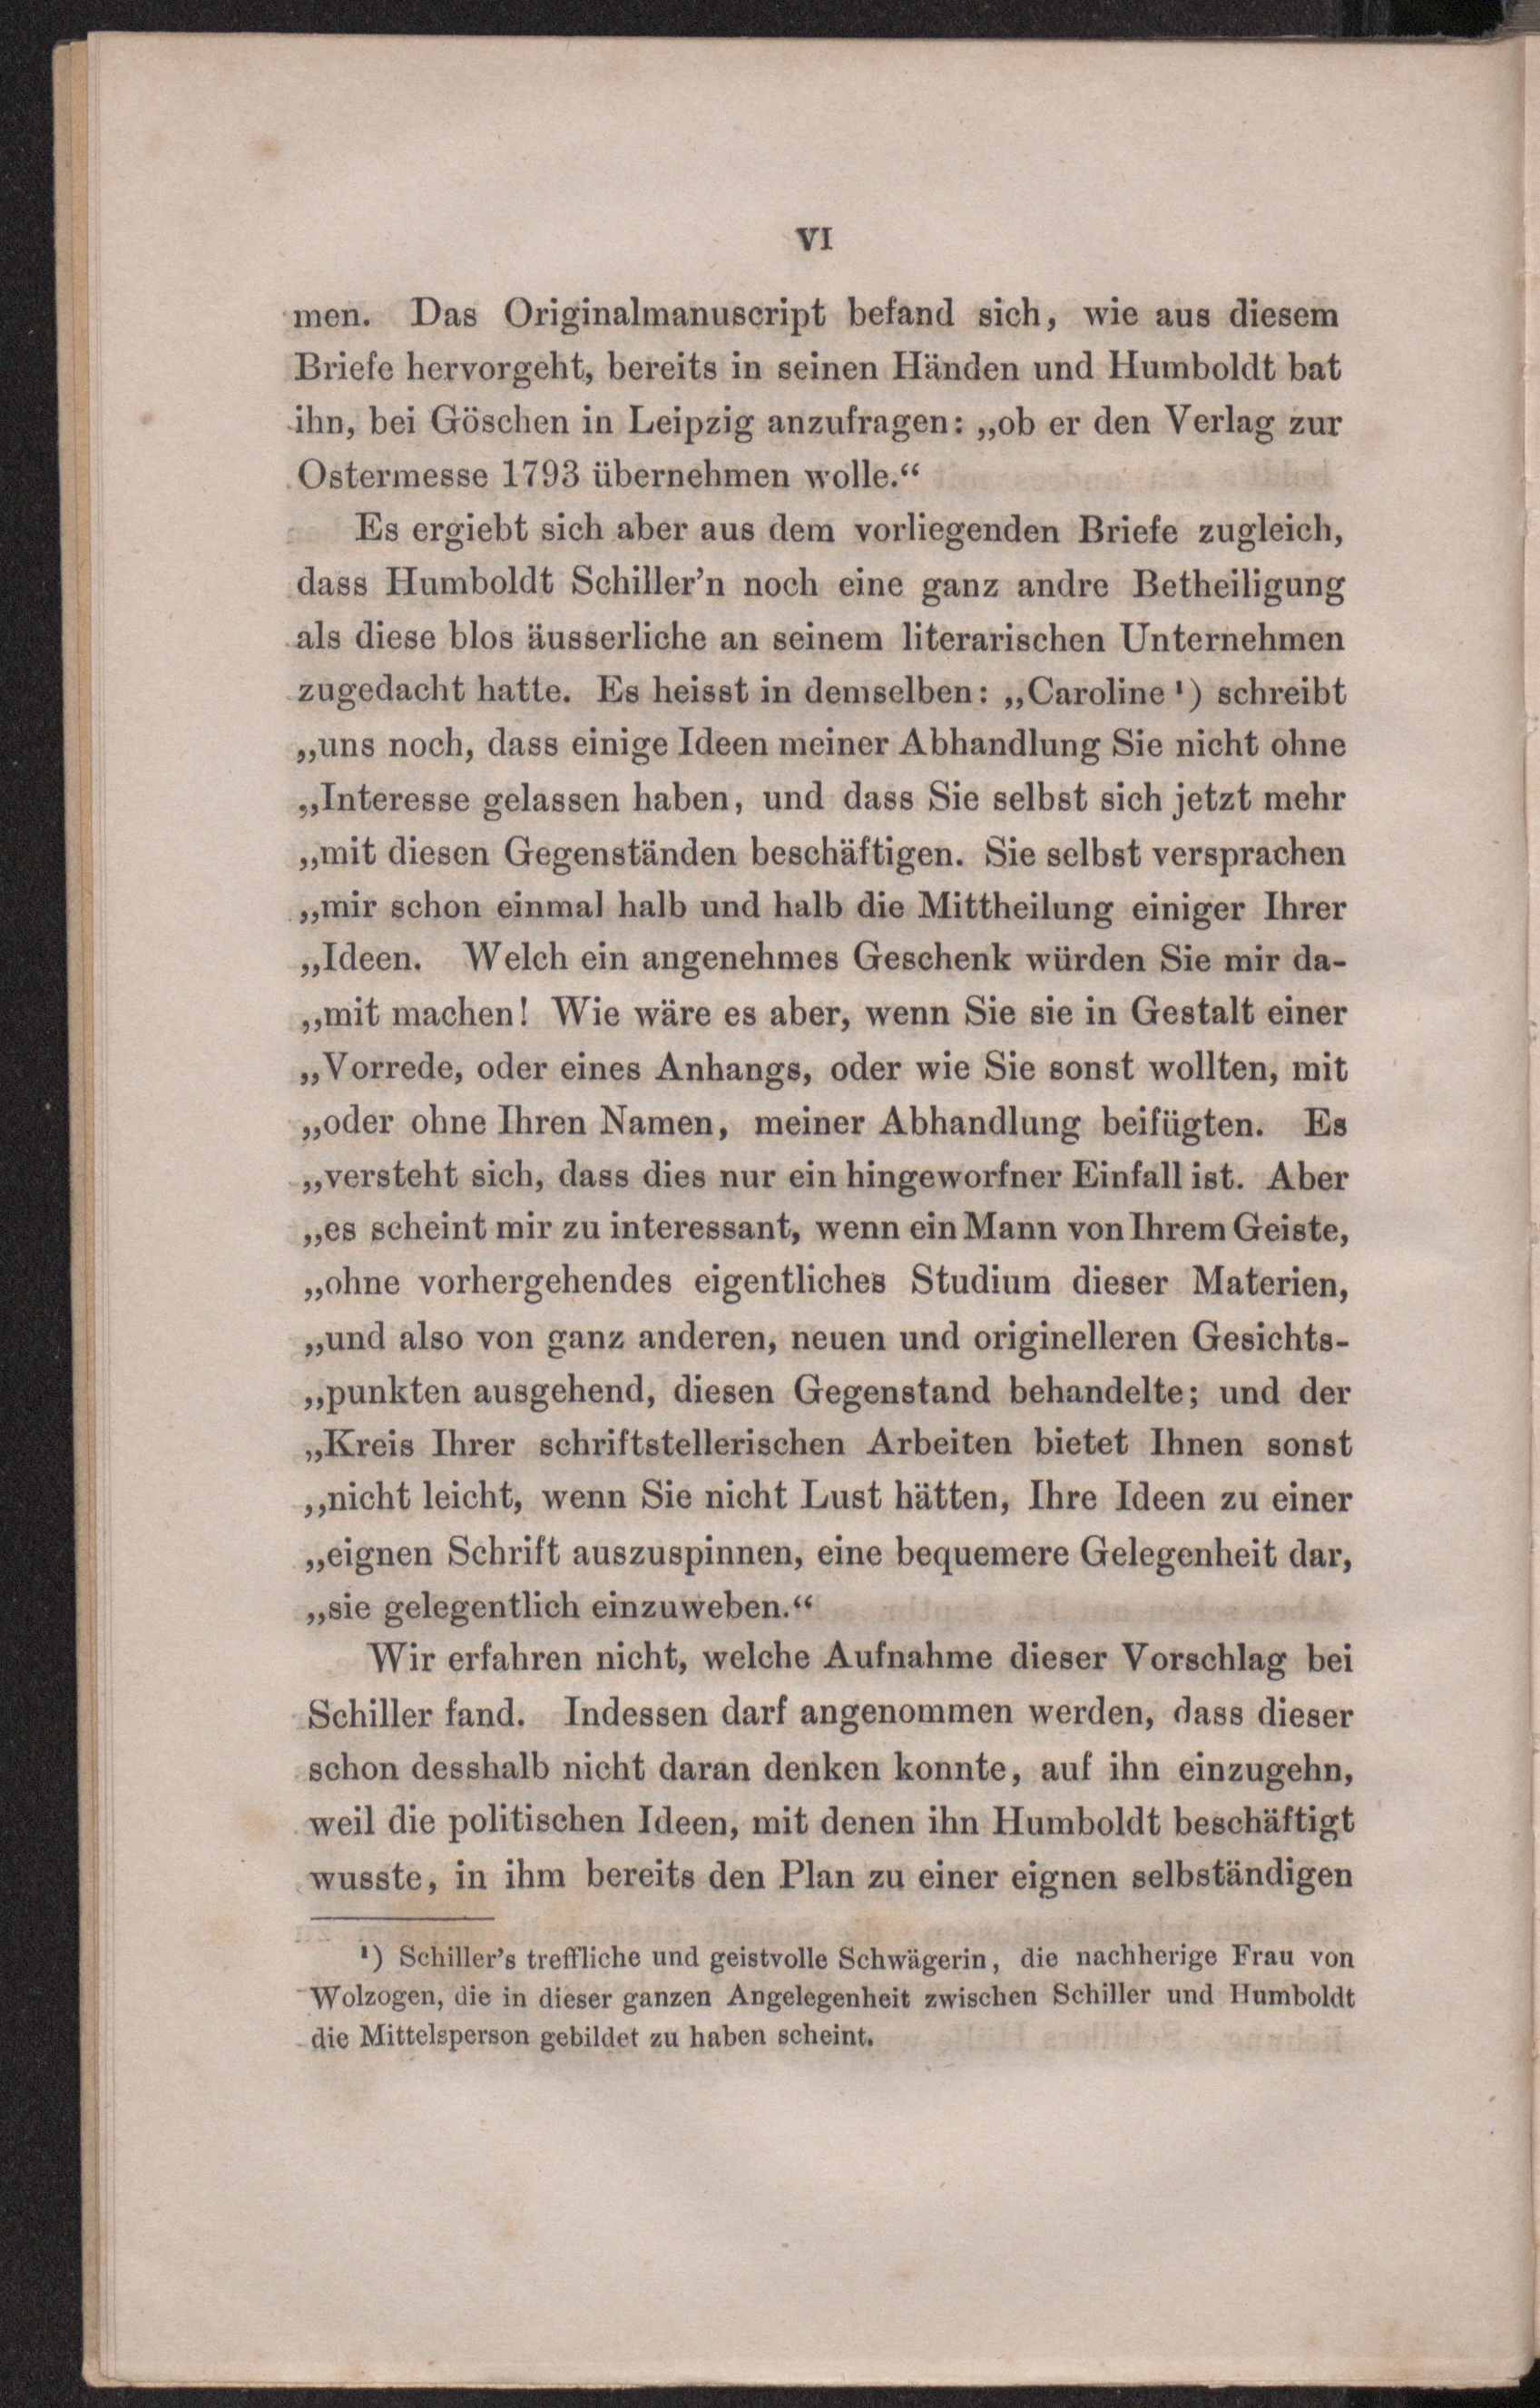 VI
men. Das Originalmanuscript befand sich, wie aus diesem
Briefe hervorgeht, bereits in seinen Händen und Humboldt bat
ihn, bei Göschen in Leipzig anzufragen: „ob er den Verlag zur
Ostermesse 1793 übernehmen wolle.“
Es ergiebt sich aber aus dem vorliegenden Briefe zugleich,
dass Humboldt Schiller'n noch eine ganz andre Betheiligung
als diese blos äusserliche an seinem literarischen Unternehmen
zugedacht hatte. Es heisst in demselben: „Caroline ¹) schreibt
„uns noch, dass einige Ideen meiner Abhandlung Sie nicht ohne
„Interesse gelassen haben, und dass Sie selbst sich jetzt mehr
„mit diesen Gegenständen beschäftigen. Sie selbst versprachen
„mir schon einmal halb und halb die Mittheilung einiger Ihrer
„Ideen. Welch ein angenehmes Geschenk würden Sie mir da-
„mit machen! Wie wäre es aber, wenn Sie sie in Gestalt einer
„Vorrede, oder eines Anhangs, oder wie Sie sonst wollten, mit
„oder ohne Ihren Namen, meiner Abhandlung beifügten. Es
„versteht sich, dass dies nur ein hingeworfner Einfall ist. Aber
„es scheint mir zu interessant, wenn ein Mann von Ihrem Geiste,
„ohne vorhergehendes eigentliches Studium dieser Materien,
„und also von ganz anderen, neuen und originelleren Gesichts-
„punkten ausgehend, diesen Gegenstand behandelte; und der
„Kreis Ihrer schriftstellerischen Arbeiten bietet Ihnen sonst
„nicht leicht, wenn Sie nicht Lust hätten, Ihre Ideen zu einer
„eignen Schrift auszuspinnen, eine bequemere Gelegenheit dar,
„sie gelegentlich einzuweben.“
Wir erfahren nicht, welche Aufnahme dieser Vorschlag bei
Schiller fand. Indessen darf angenommen werden, dass dieser
schon desshalb nicht daran denken konnte, auf ihn einzugehn,
weil die politischen Ideen, mit denen ihn Humboldt beschäftigt
wusste, in ihm bereits den Plan zu einer eignen selbständigen
¹) Schiller's treffliche und geistvolle Schwägerin, die nachherige Frau von
Wolzogen, die in dieser ganzen Angelegenheit zwischen Schiller und Humboldt
die Mittelsperson gebildet zu haben scheint.